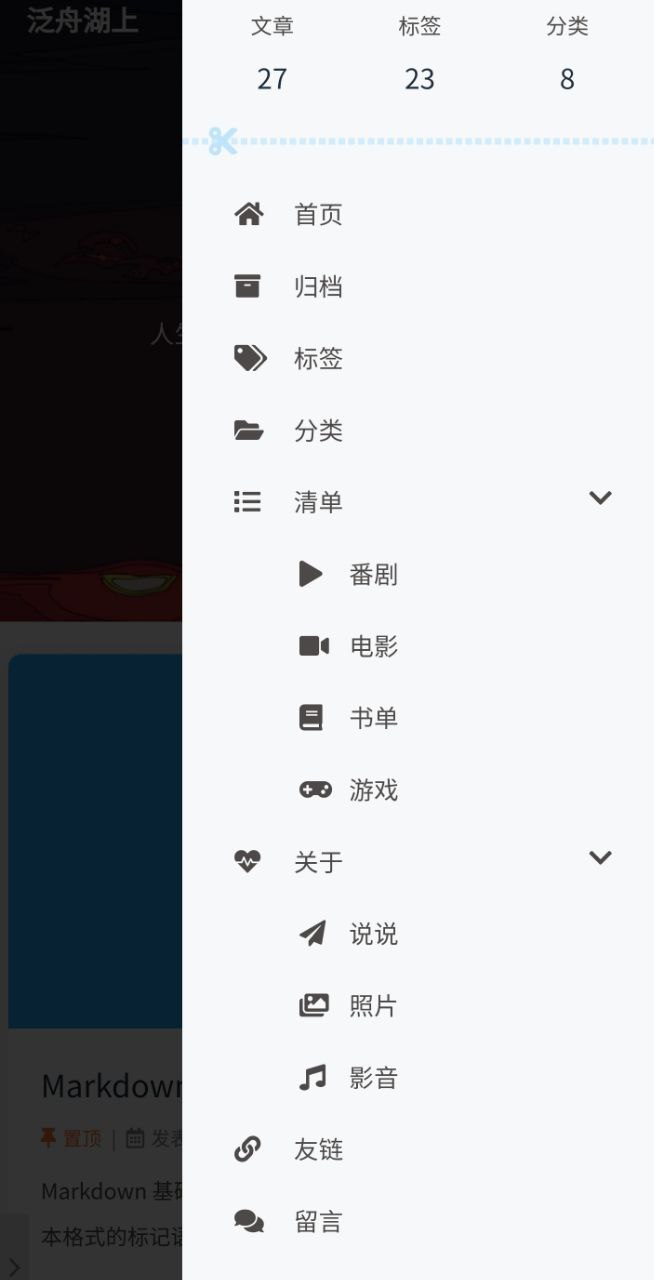 泛舟湖上
文章 标签 分类
27 23 8
人生
首页
归档
标签
分类
清单
番剧
电影
书单
游戏
关于
说说
照片
影音
友链
留言
Markdown
置顶 | 发表
Markdown 基础
本格式的标记语